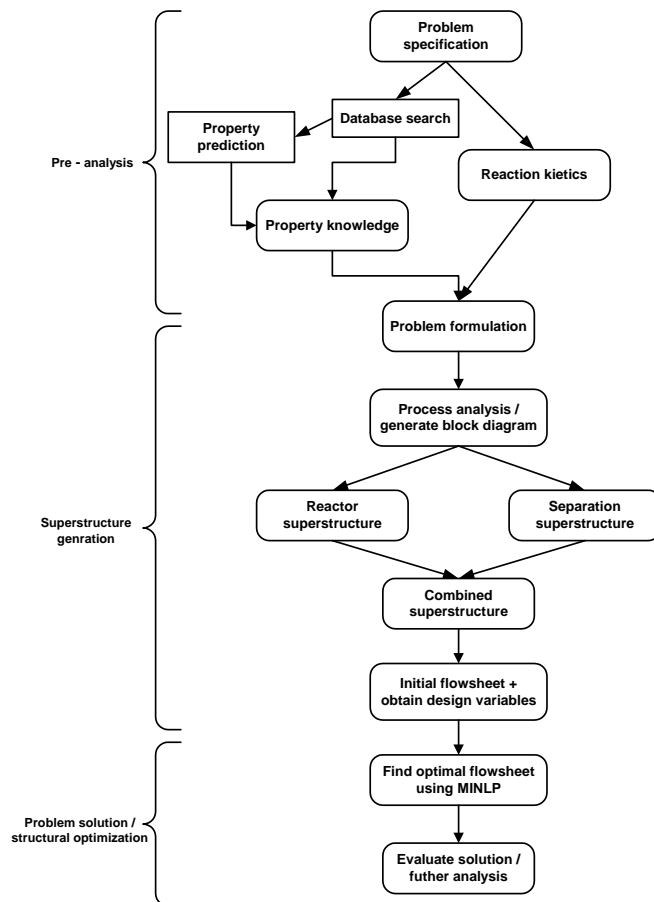 Problem
specification
Database search
Property
prediction
Pre - analysis
Reaction kietics
Property knowledge
Problem formulation
Process analysis /
generate block diagram
Reactor
superstructure
Separation
superstructure
Superstructure
genration
Combined
superstructure
Initial flowsheet +
obtain design variables
Find optimal flowsheet
using MINLP
Problem solution /
structural optimization
Evaluate solution /
futher analysis